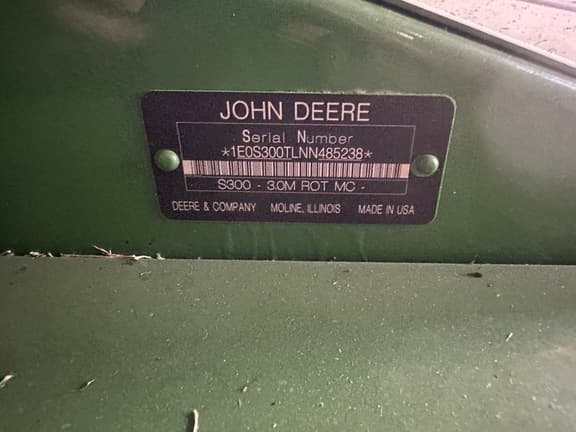 JOHN DEERE
Serial Number
*1E0S300TLNN485238*
S300 - 3.0M ROT MC -
DEERE & COMPANY MOLINE, ILLINOIS MADE IN USA